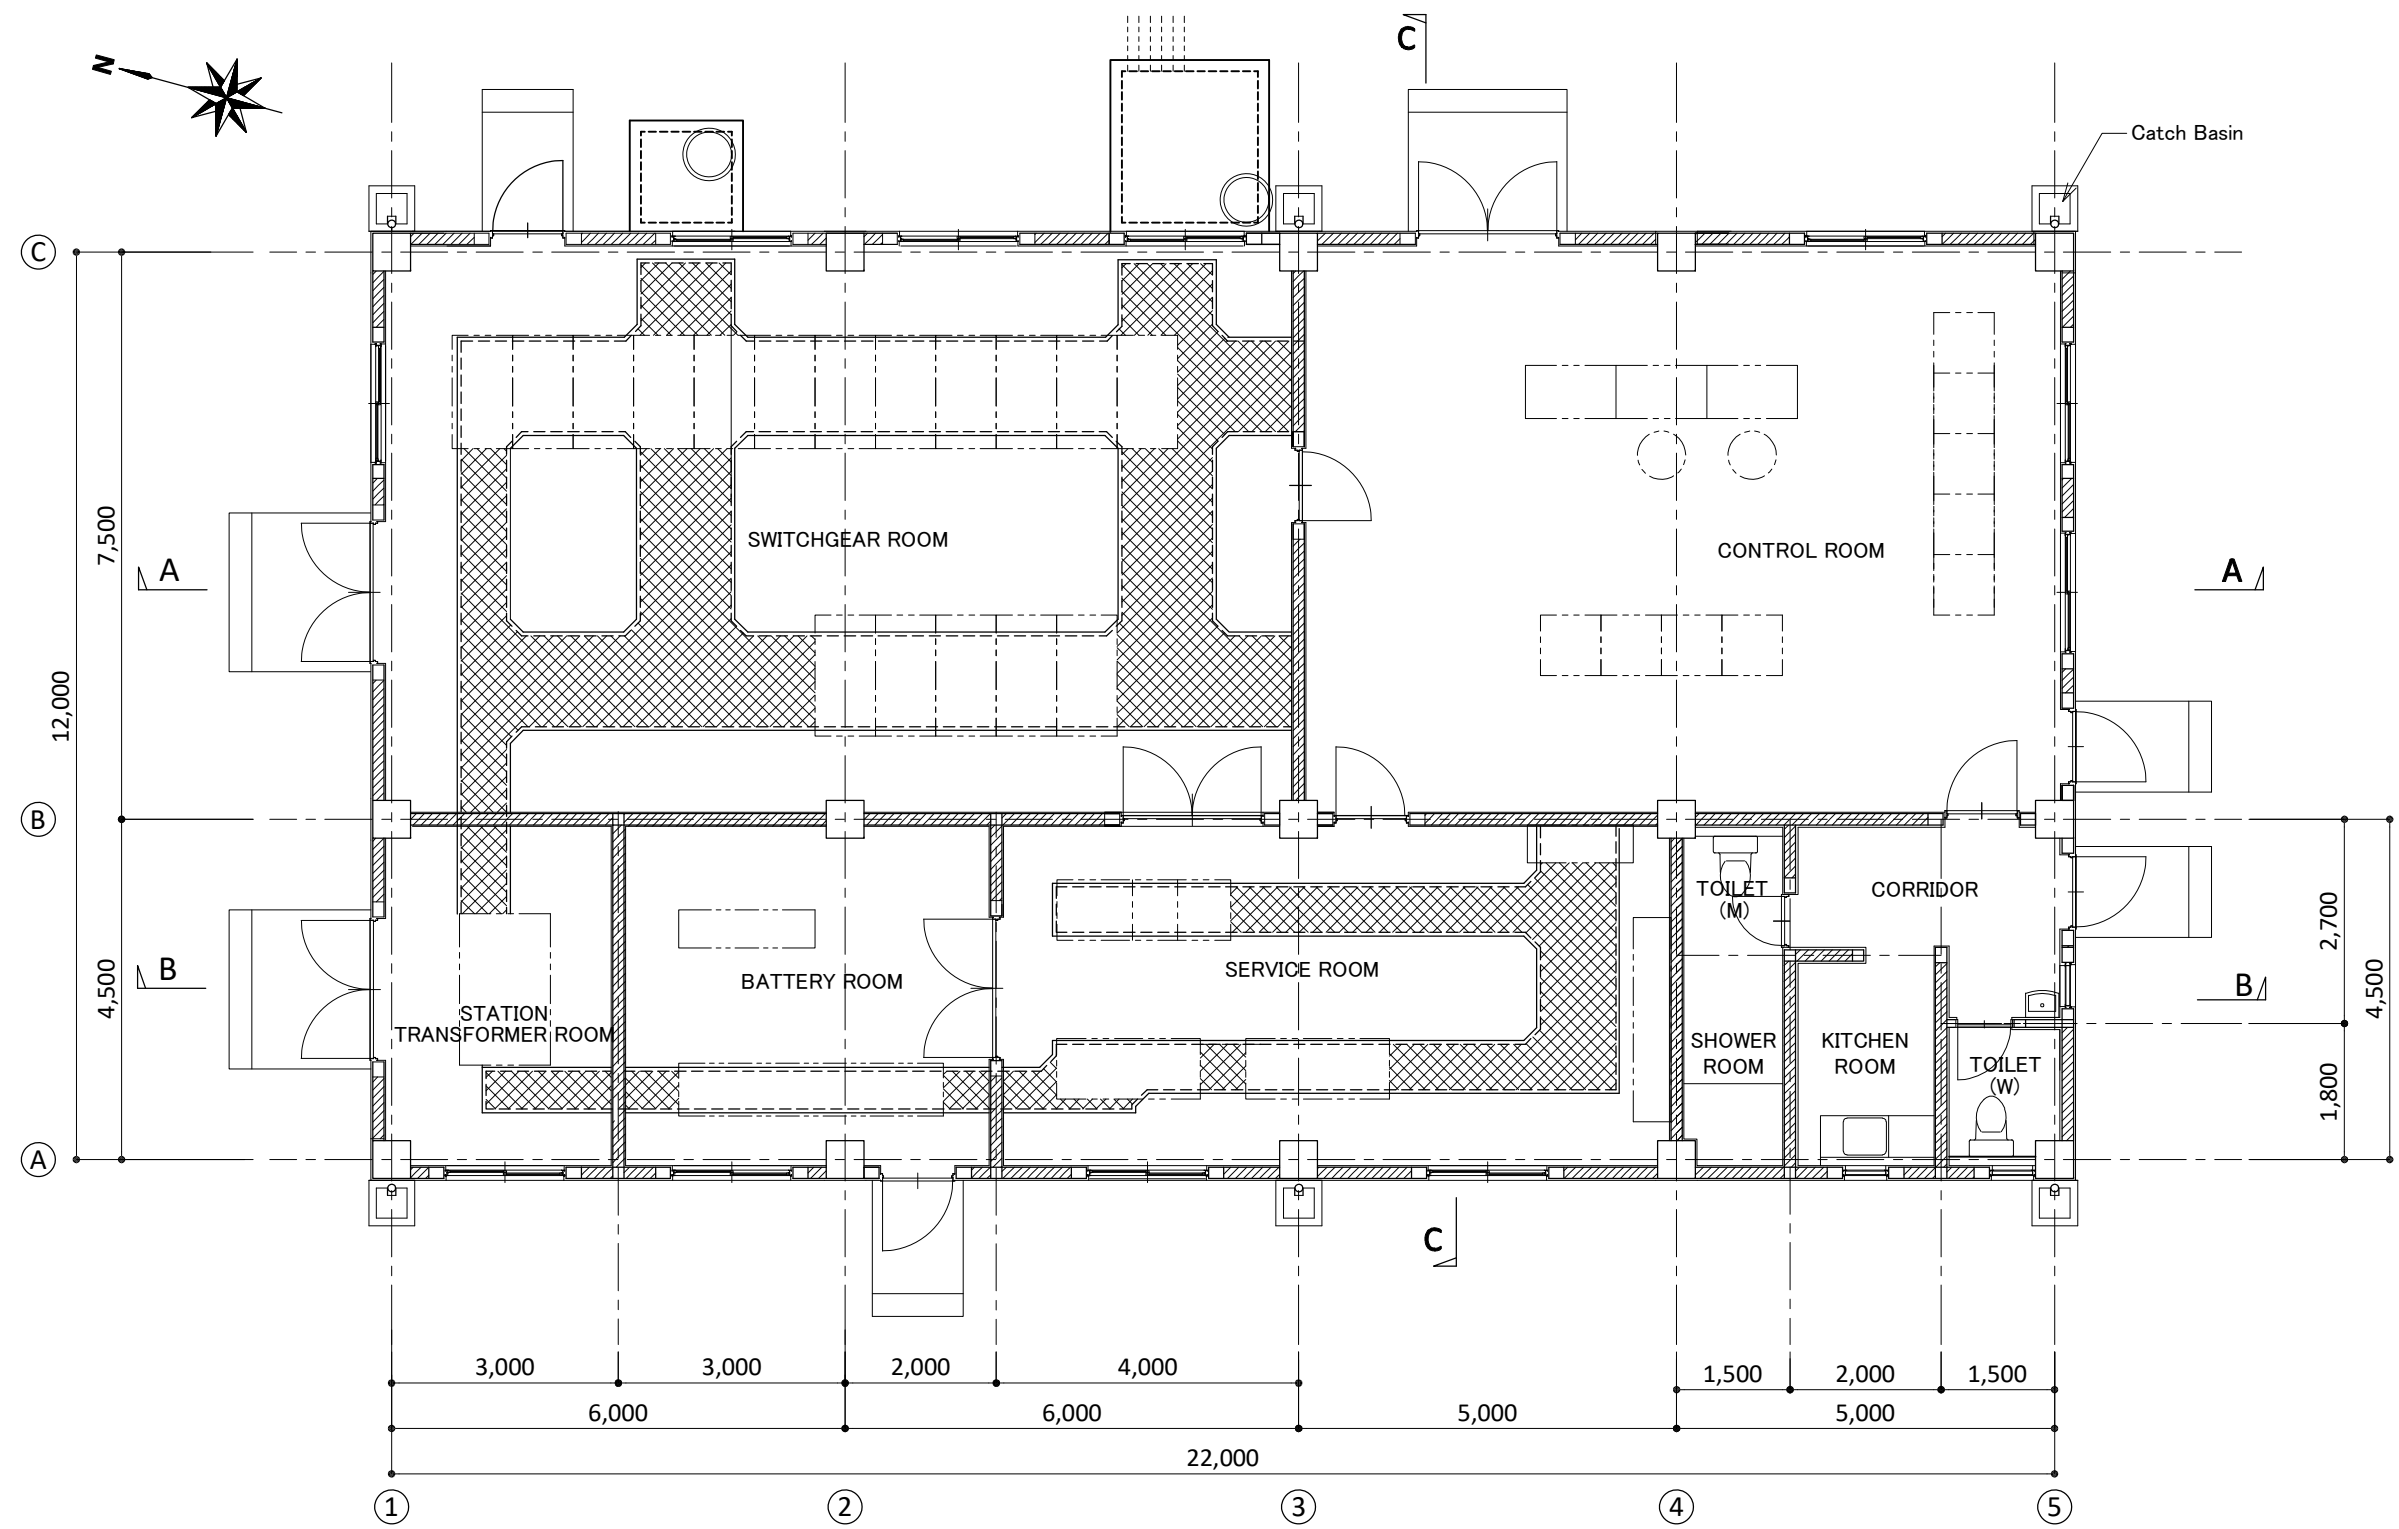 N
C
Catch Basin
C
7,500
SWITCHGEAR ROOM
CONTROL ROOM
A
A
12,000
B
TOILET
(M)
CORRIDOR
2,700
B
BATTERY ROOM
SERVICE ROOM
B
4,500
4,500
STATION
TRANSFORMER ROOM
SHOWER
ROOM
KITCHEN
ROOM
TOILET
(W)
1,800
A
C
3,000
3,000
2,000
4,000
1,500
2,000
1,500
6,000
6,000
5,000
5,000
22,000
1
2
3
4
5